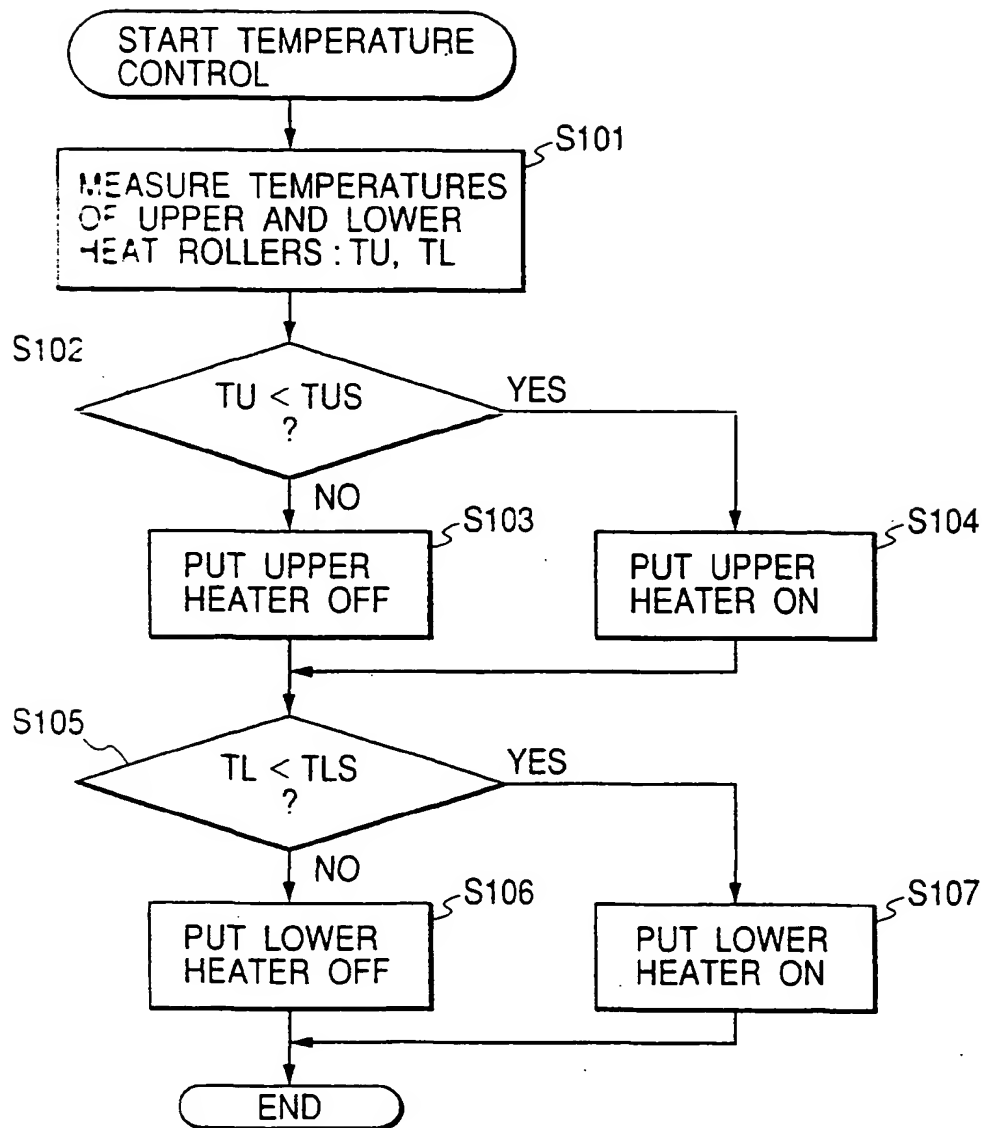 START TEMPERATURE
CONTROL
S101
MEASURE TEMPERATURES
OF UPPER AND LOWER
HEAT ROLLERS : TU, TL
S102
TU < TUS
?
YES
NO
S103
PUT UPPER
HEATER OFF
S104
PUT UPPER
HEATER ON
S105
TL < TLS
?
YES
NO
S106
PUT LOWER
HEATER OFF
S107
PUT LOWER
HEATER ON
END